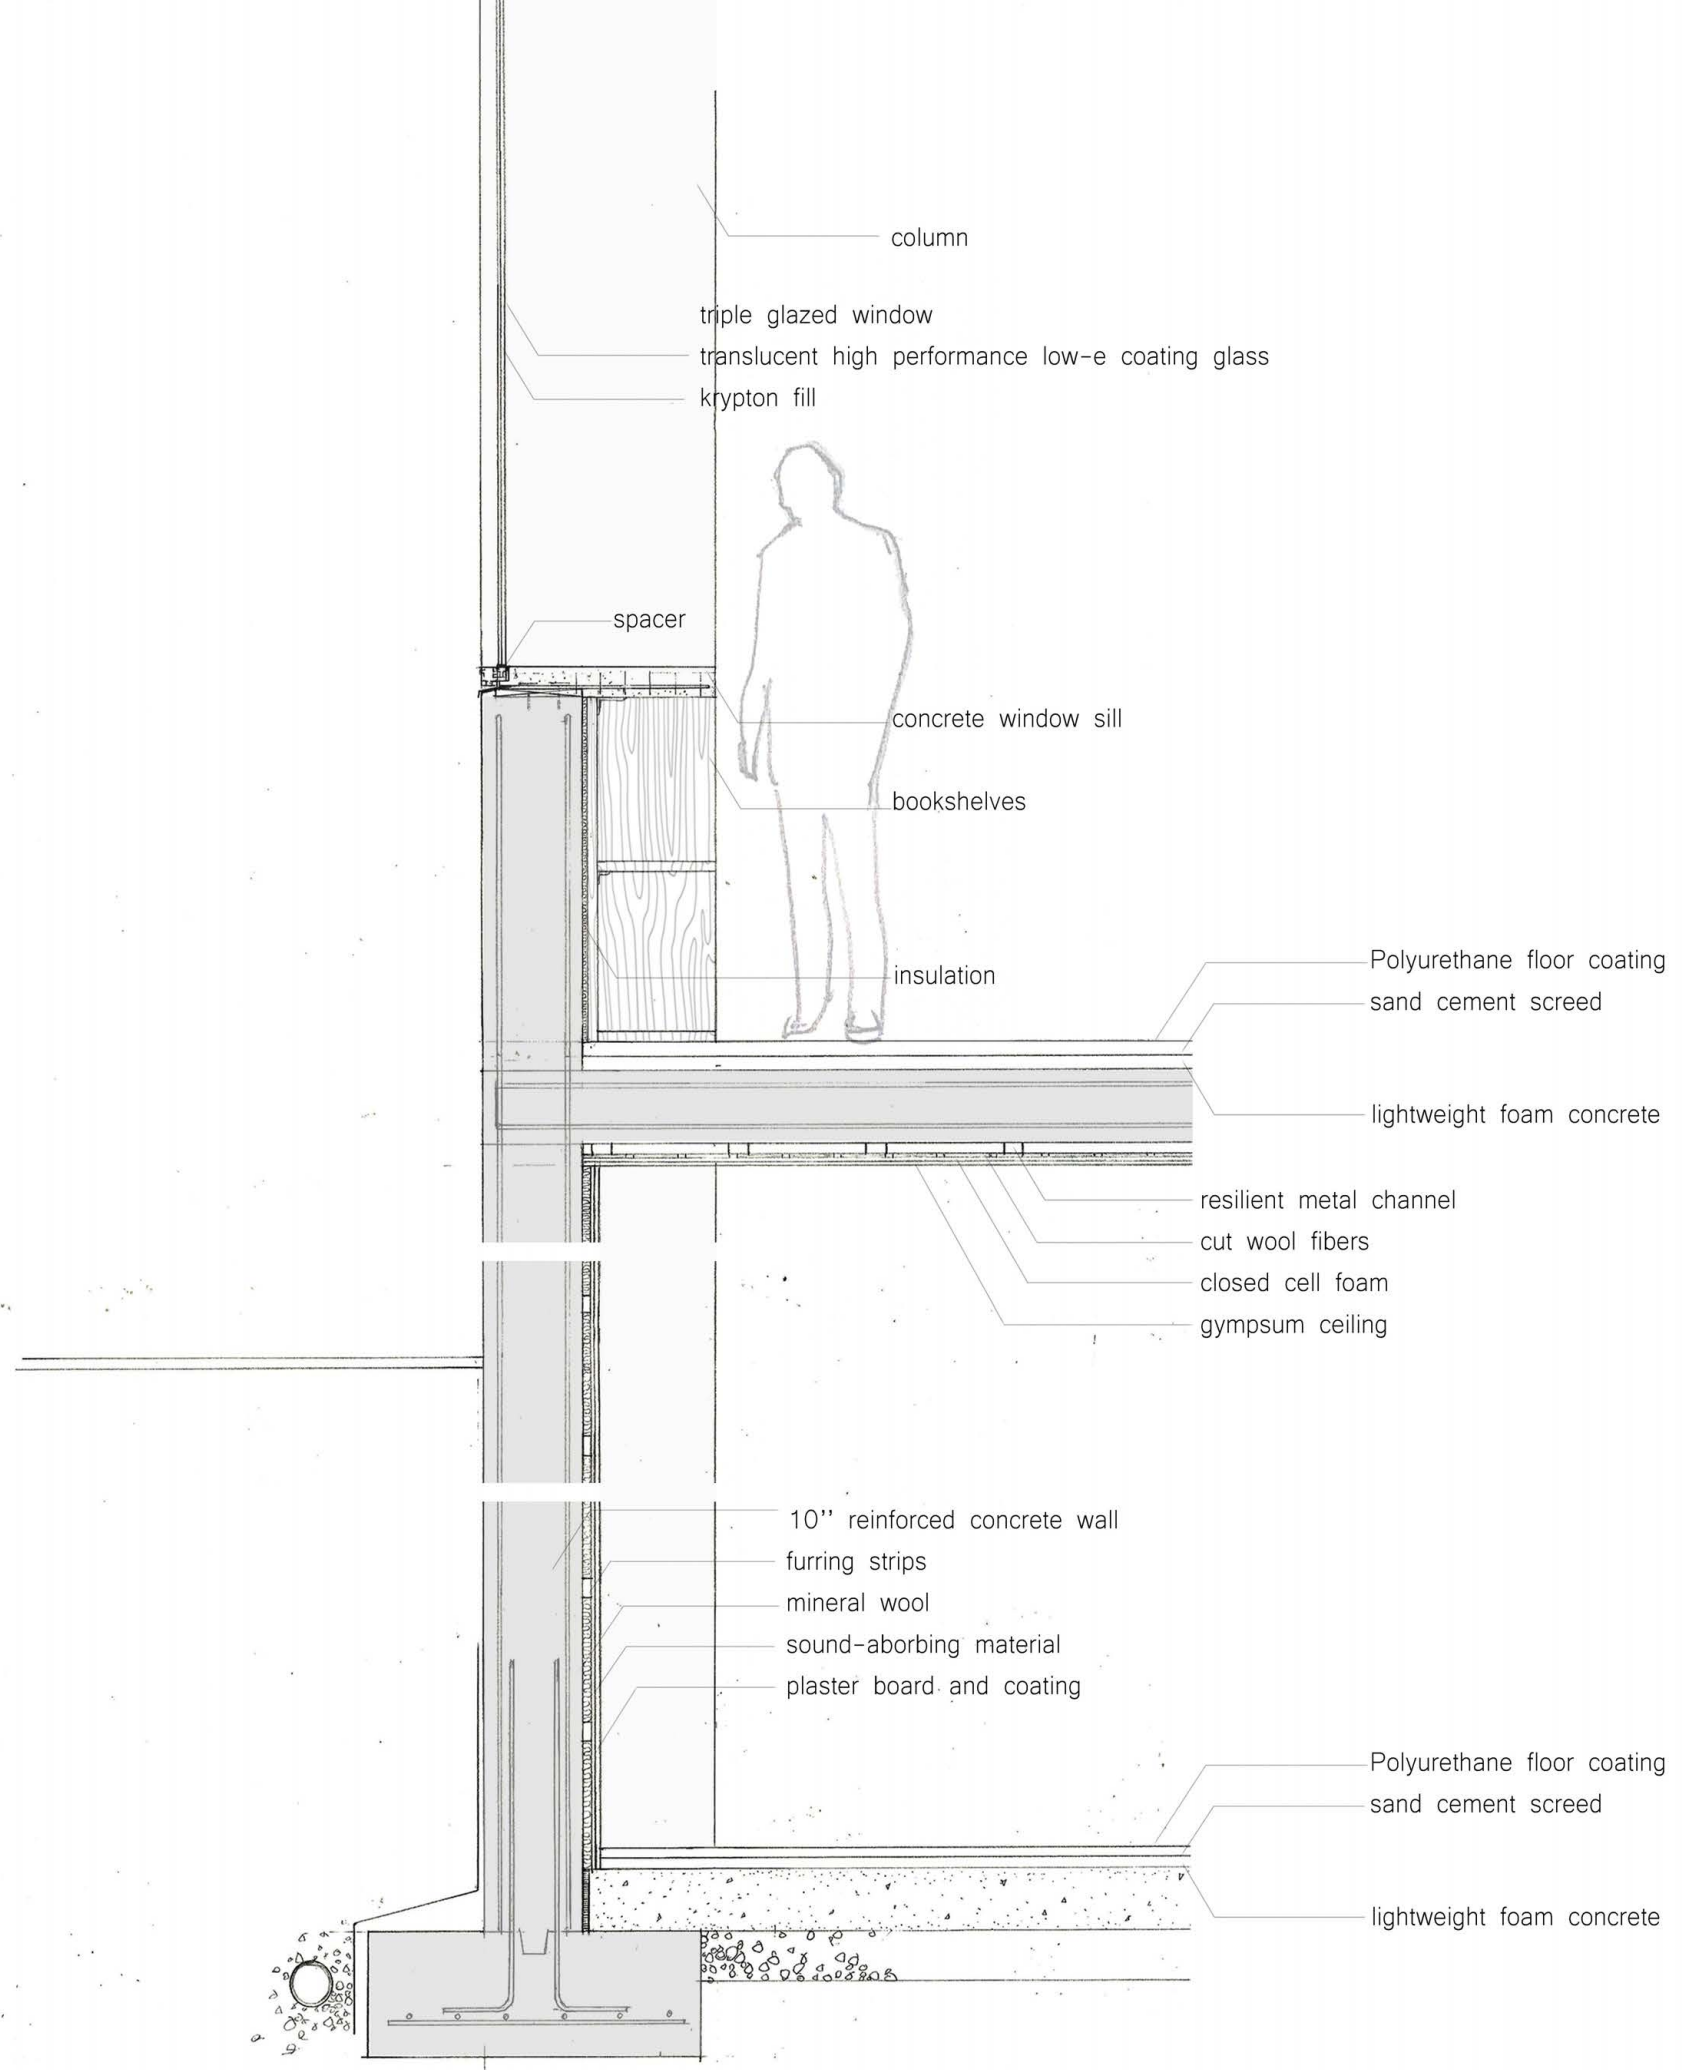 column
triple glazed window
translucent high performance low-e coating glass
krypton fill
spacer
concrete window sill
bookshelves
insulation
Polyurethane floor coating
sand cement screed
lightweight foam concrete
resilient metal channel
cut wool fibers
closed cell foam
gympsum ceiling
10’’ reinforced concrete wall
furring strips
mineral wool
sound-aborbing material
plaster board and coating
Polyurethane floor coating
sand cement screed
lightweight foam concrete